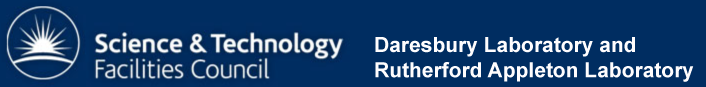 Science & Technology
Facilities Council
Daresbury Laboratory and
Rutherford Appleton Laboratory